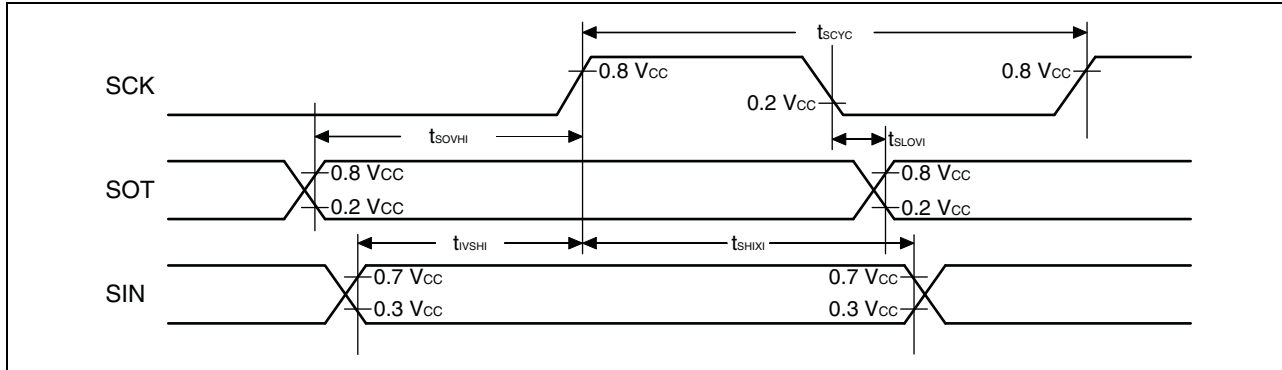 tSCYC
SCK
0.8 VCC
0.8 VCC
0.2 VCC
tSOVHI
tSLOVI
SOT
0.8 VCC
0.8 VCC
0.2 VCC
0.2 VCC
tIVSHI
tSHIXI
SIN
0.7 VCC
0.7 VCC
0.3 VCC
0.3 VCC